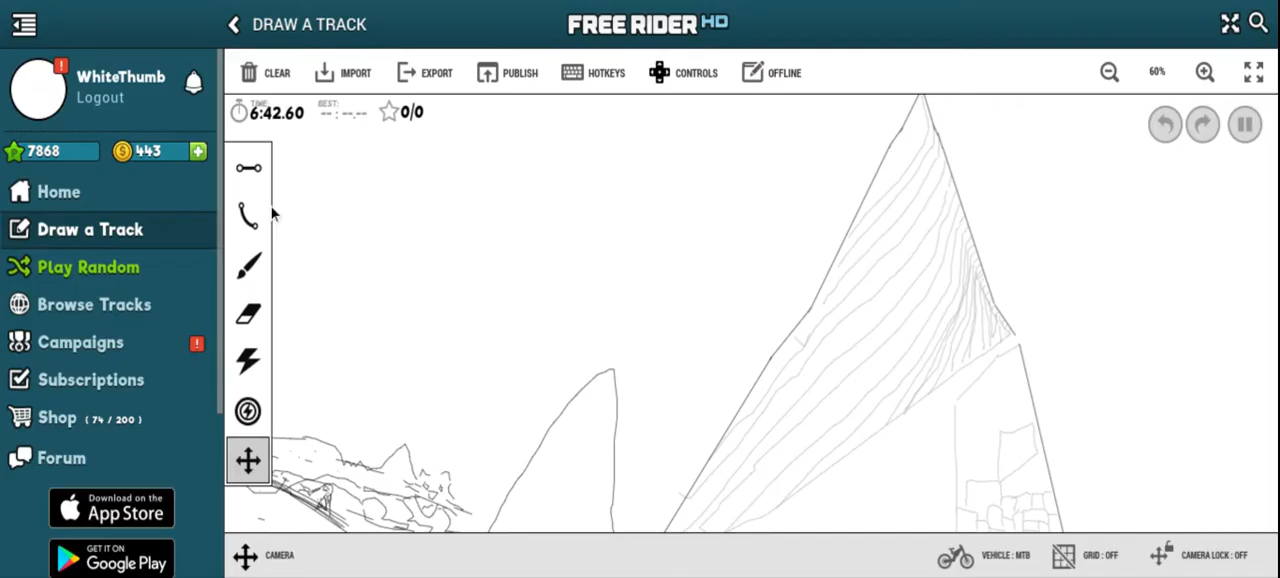 DRAW A TRACK
FREE RIDER HD
WhiteThumb
Logout
!
7868
443
Home
Draw a Track
Play Random
Browse Tracks
Campaigns !
Subscriptions
Shop ( 74 / 200 )
Forum
Download on the
App Store
GET IT ON
Google Play
CLEAR
IMPORT
EXPORT
PUBLISH
HOTKEYS
CONTROLS
OFFLINE
60%
TIME:
6:42.60
BEST:
-- : --.--
0/0
CAMERA
VEHICLE : MTB
GRID : OFF
CAMERA LOCK : OFF